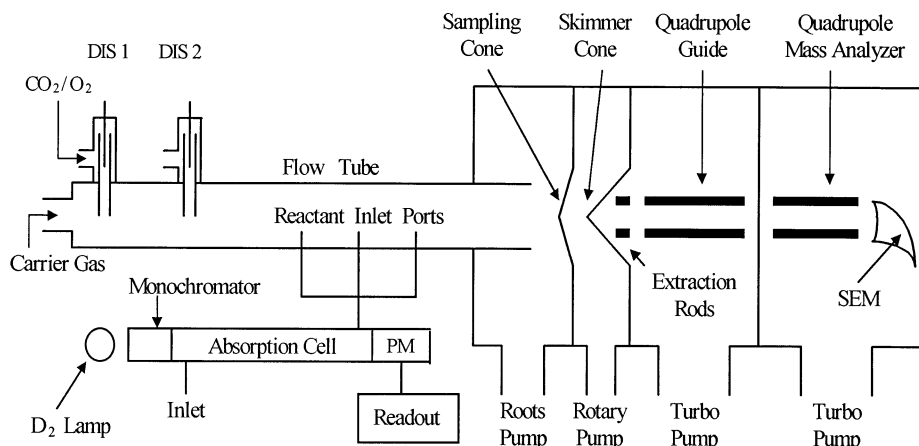 DIS 1
DIS 2
Sampling
Cone
Skimmer
Cone
Quadrupole
Guide
Quadrupole
Mass Analyzer
CO₂/O₂
Flow Tube
Reactant Inlet Ports
Carrier Gas
Monochromator
Extraction
Rods
SEM
Absorption Cell
PM
D₂ Lamp
Inlet
Readout
Roots
Pump
Rotary
Pump
Turbo
Pump
Turbo
Pump